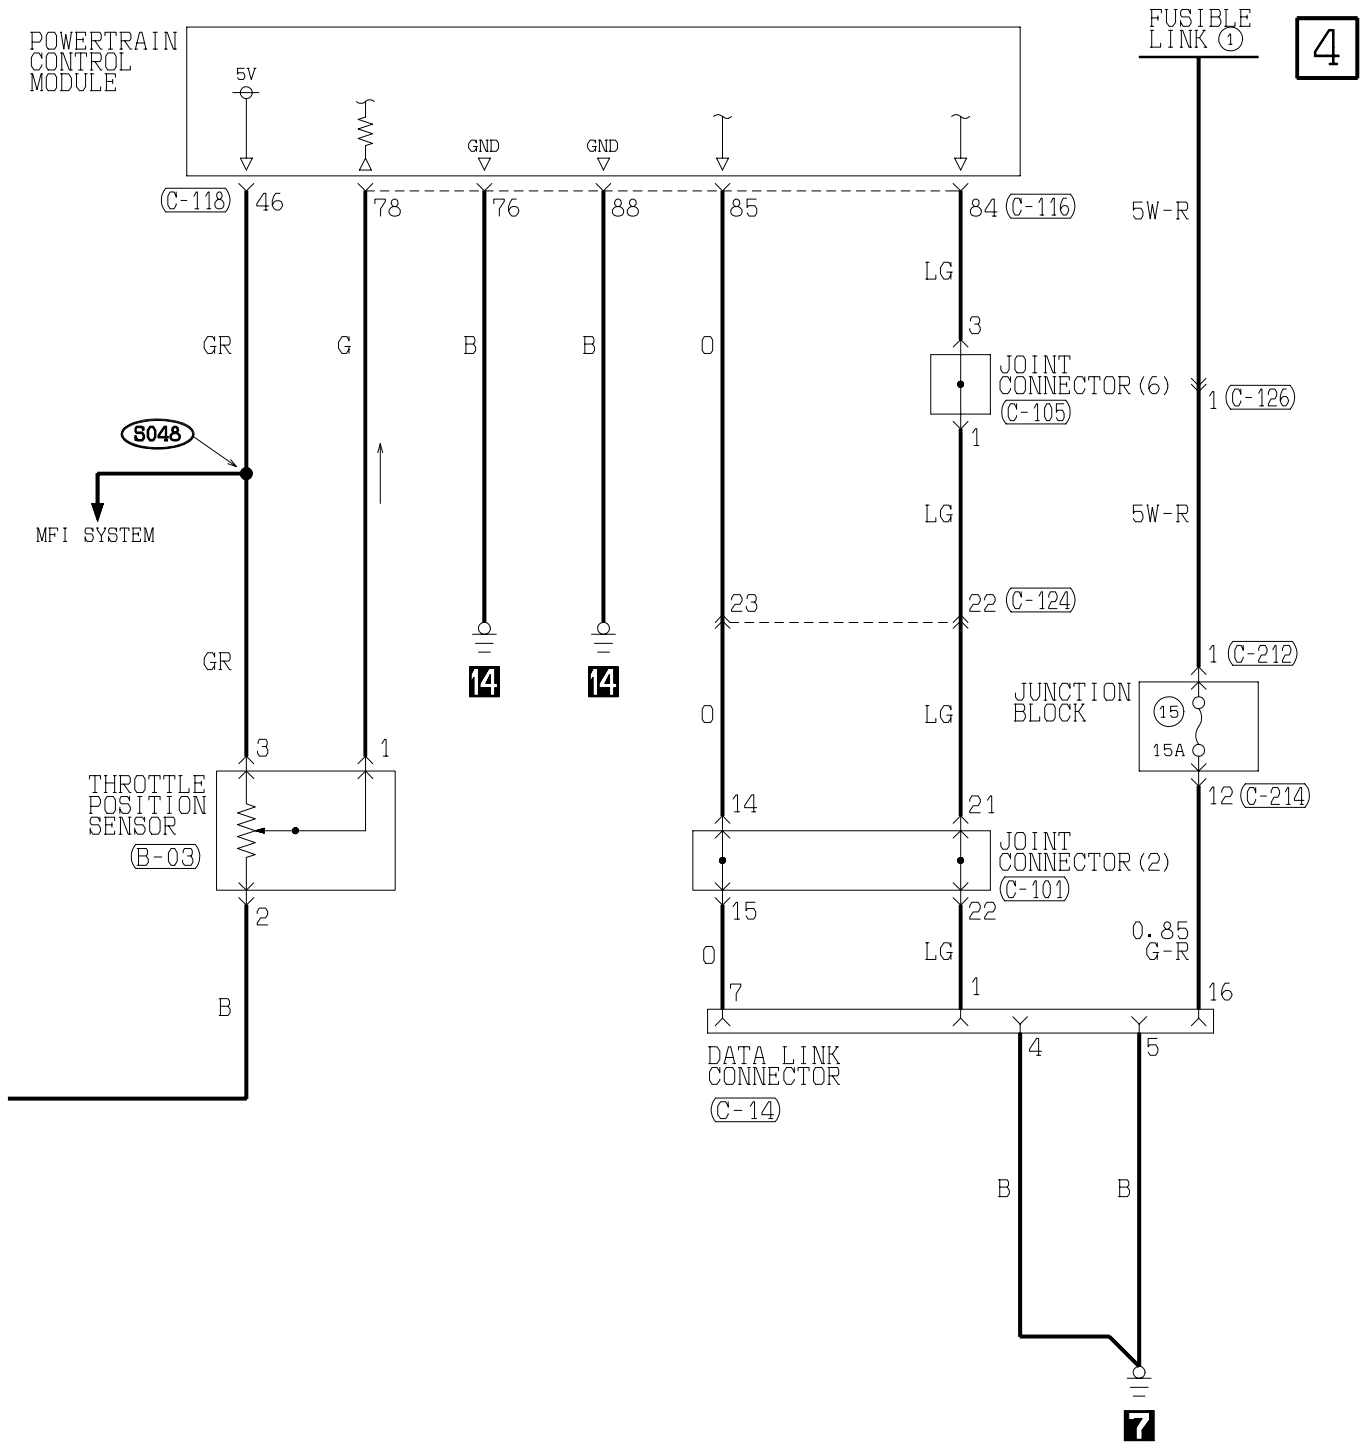 FUSIBLE
LINK 1
4
POWERTRAIN
CONTROL
MODULE
5V
GND
GND
(C-118) 46
78
76
88
85
84 (C-116)
5W-R
LG
GR
G
B
B
O
3
JOINT
CONNECTOR(6)
(C-105)
1
1 (C-126)
S048
MFI SYSTEM
LG
5W-R
23
22 (C-124)
GR
14
14
1 (C-212)
JUNCTION
BLOCK
15
15A
O
LG
3
1
THROTTLE
POSITION
SENSOR
(B-03)
2
14
21
12 (C-214)
JOINT
CONNECTOR(2)
(C-101)
15
22
O
LG
0.85
G-R
B
7
1
16
DATA LINK
CONNECTOR
(C-14)
4
5
B
B
7